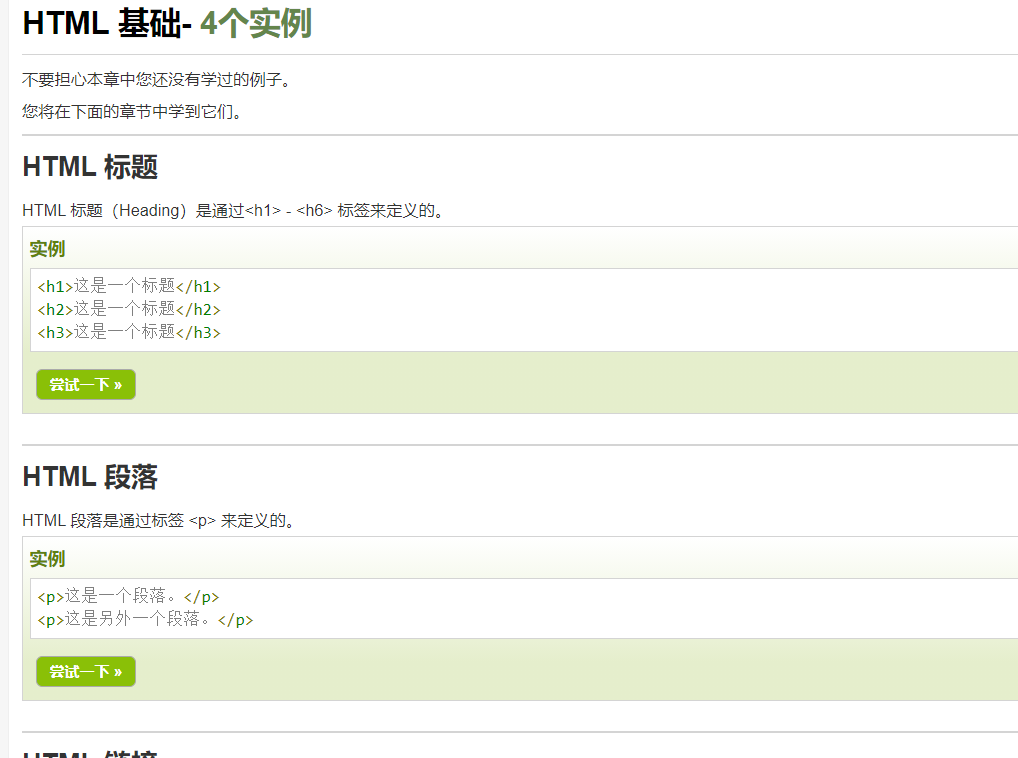 HTML 基础- 4个实例
不要担心本章中您还没有学过的例子。
您将在下面的章节中学到它们。
HTML 标题
HTML 标题（Heading）是通过<h1> - <h6> 标签来定义的。
实例
<h1>这是一个标题</h1>
<h2>这是一个标题</h2>
<h3>这是一个标题</h3>
尝试一下 »
HTML 段落
HTML 段落是通过标签 <p> 来定义的。
实例
<p>这是一个段落。</p>
<p>这是另外一个段落。</p>
尝试一下 »
HTML 链接